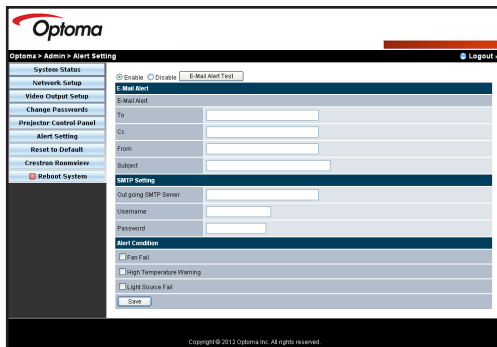 Optoma
Optoma > Admin > Alert Setting
Logout
System Status
Network Setup
Video Output Setup
Change Passwords
Projector Control Panel
Alert Setting
Reset to Default
Crestron Roomview
Reboot System
Enable Disable E-Mail Alert Test
E-Mail Alert
E-Mail Alert
To
Cc
From
Subject
SMTP Setting
Out going SMTP Server
Username
Password
Alert Condition
Fan Fail
High Temperature Warning
Light Source Fail
Save
Copyright © 2012 Optoma Inc. All rights reserved.